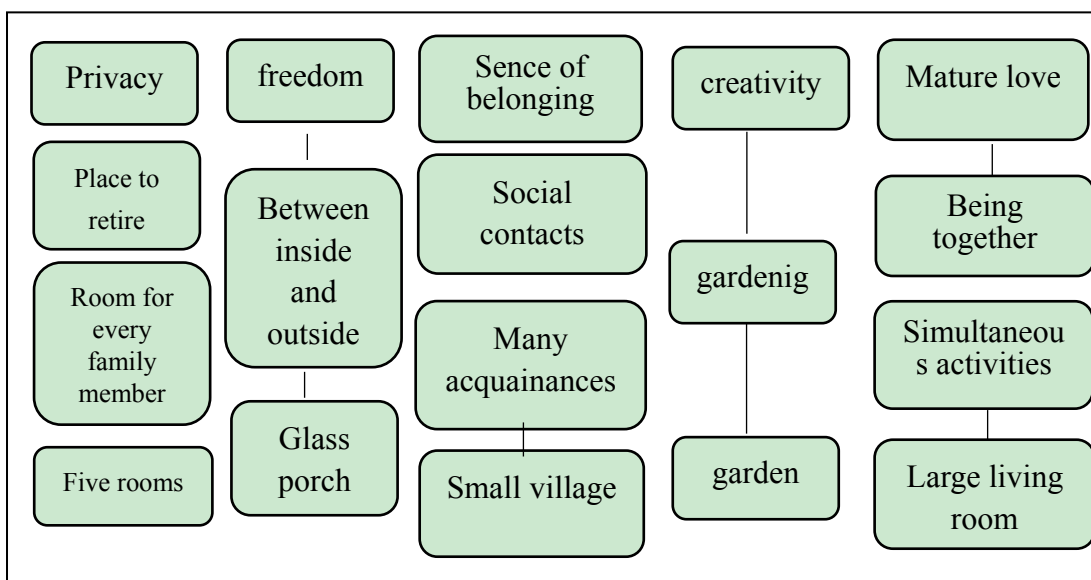 Privacy
Place to
retire
Room for
every
family
member
Five rooms
freedom
Between
inside
and
outside
Glass
porch
Sence of
belonging
Social
contacts
Many
acquainances
Small village
creativity
gardenig
garden
Mature love
Being
together
Simultaneou
s activities
Large living
room